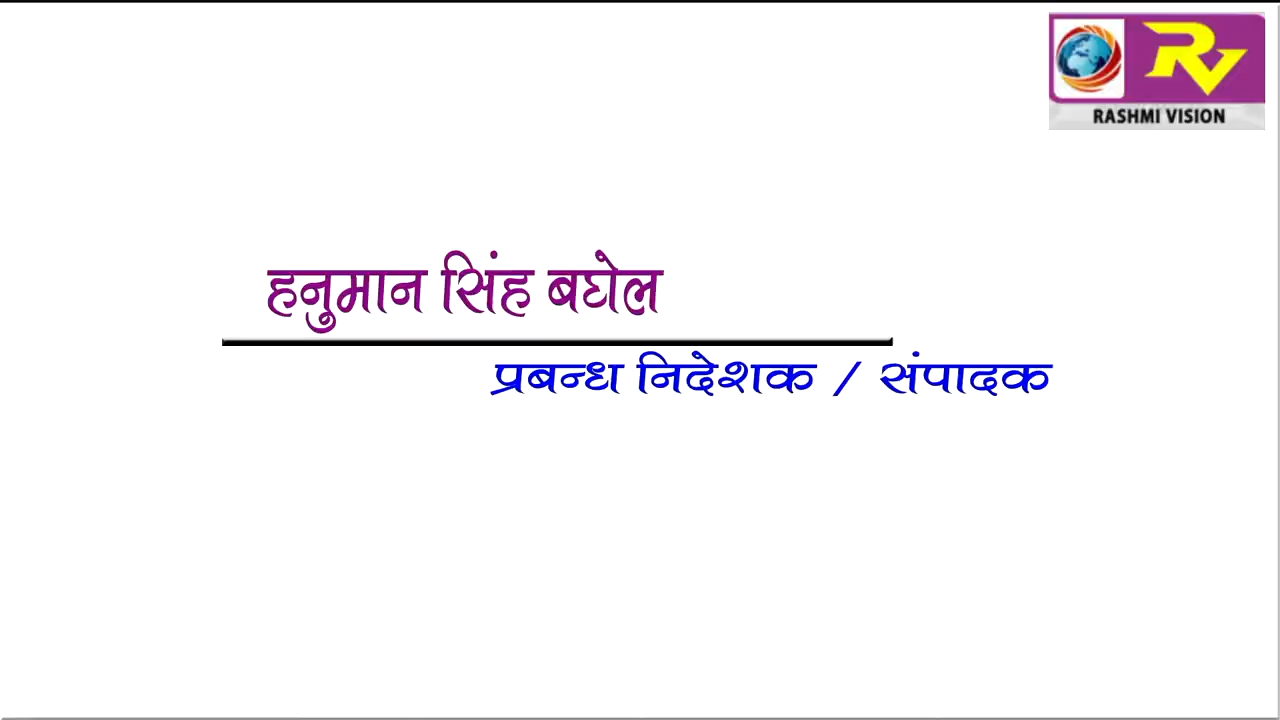 RV
RASHMI VISION
हनुमान सिंह बघेल
प्रबन्ध निदेशक / संपादक